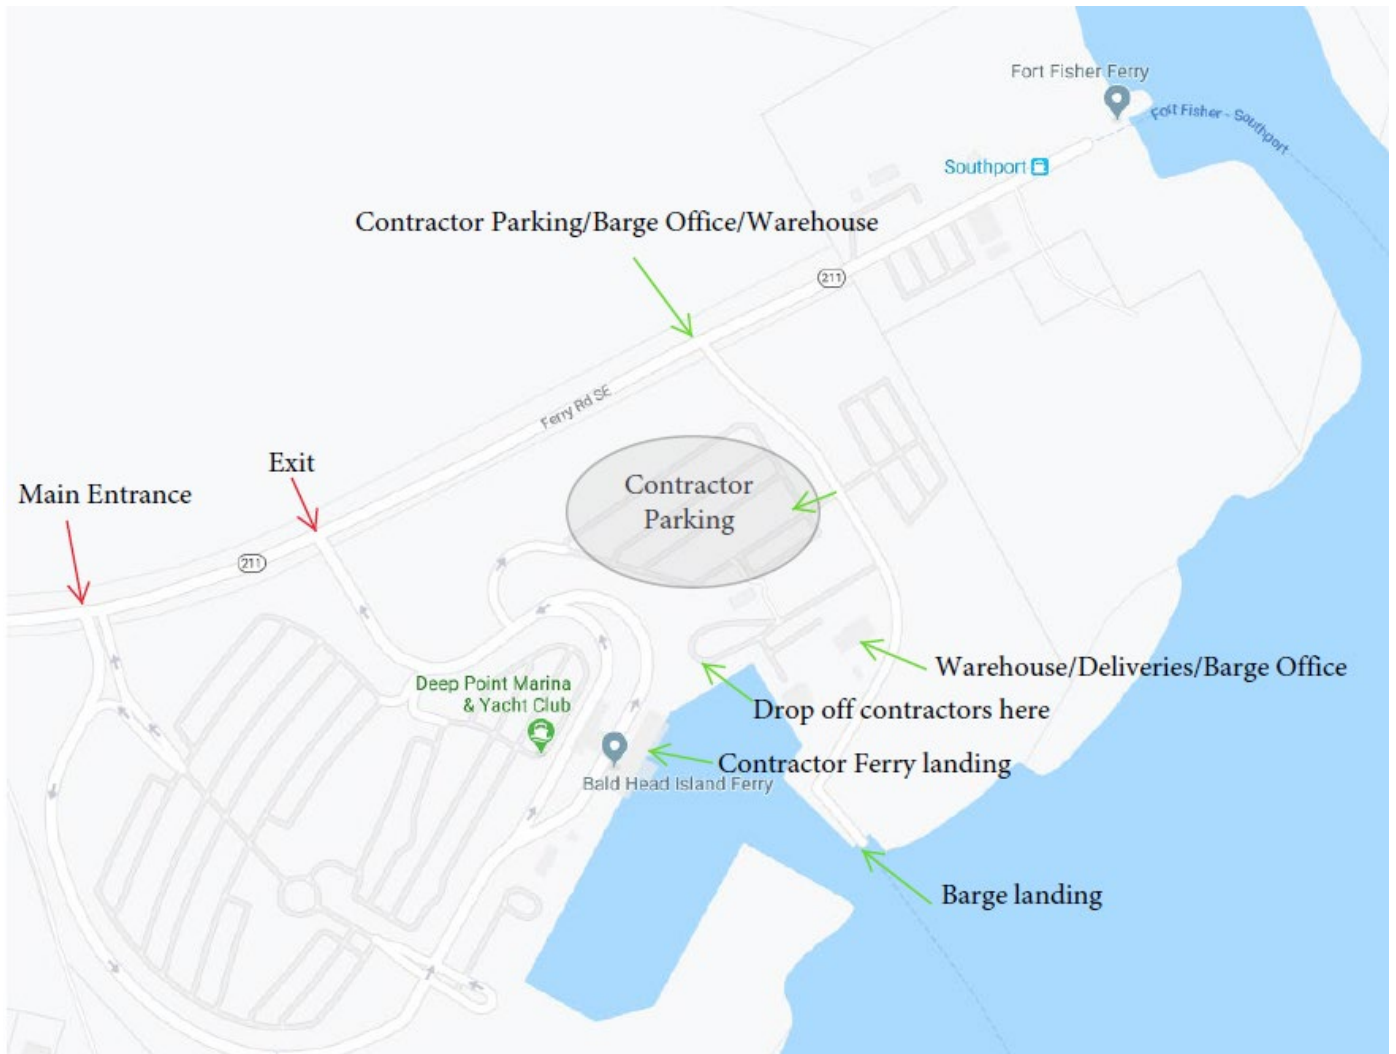 Fort Fisher Ferry
Fort Fisher - Southport
Southport
Contractor Parking/Barge Office/Warehouse
211
Ferry Rd SE
Exit
Main Entrance
Contractor
Parking
211
Warehouse/Deliveries/Barge Office
Deep Point Marina
& Yacht Club
Drop off contractors here
Contractor Ferry landing
Bald Head Island Ferry
Barge landing